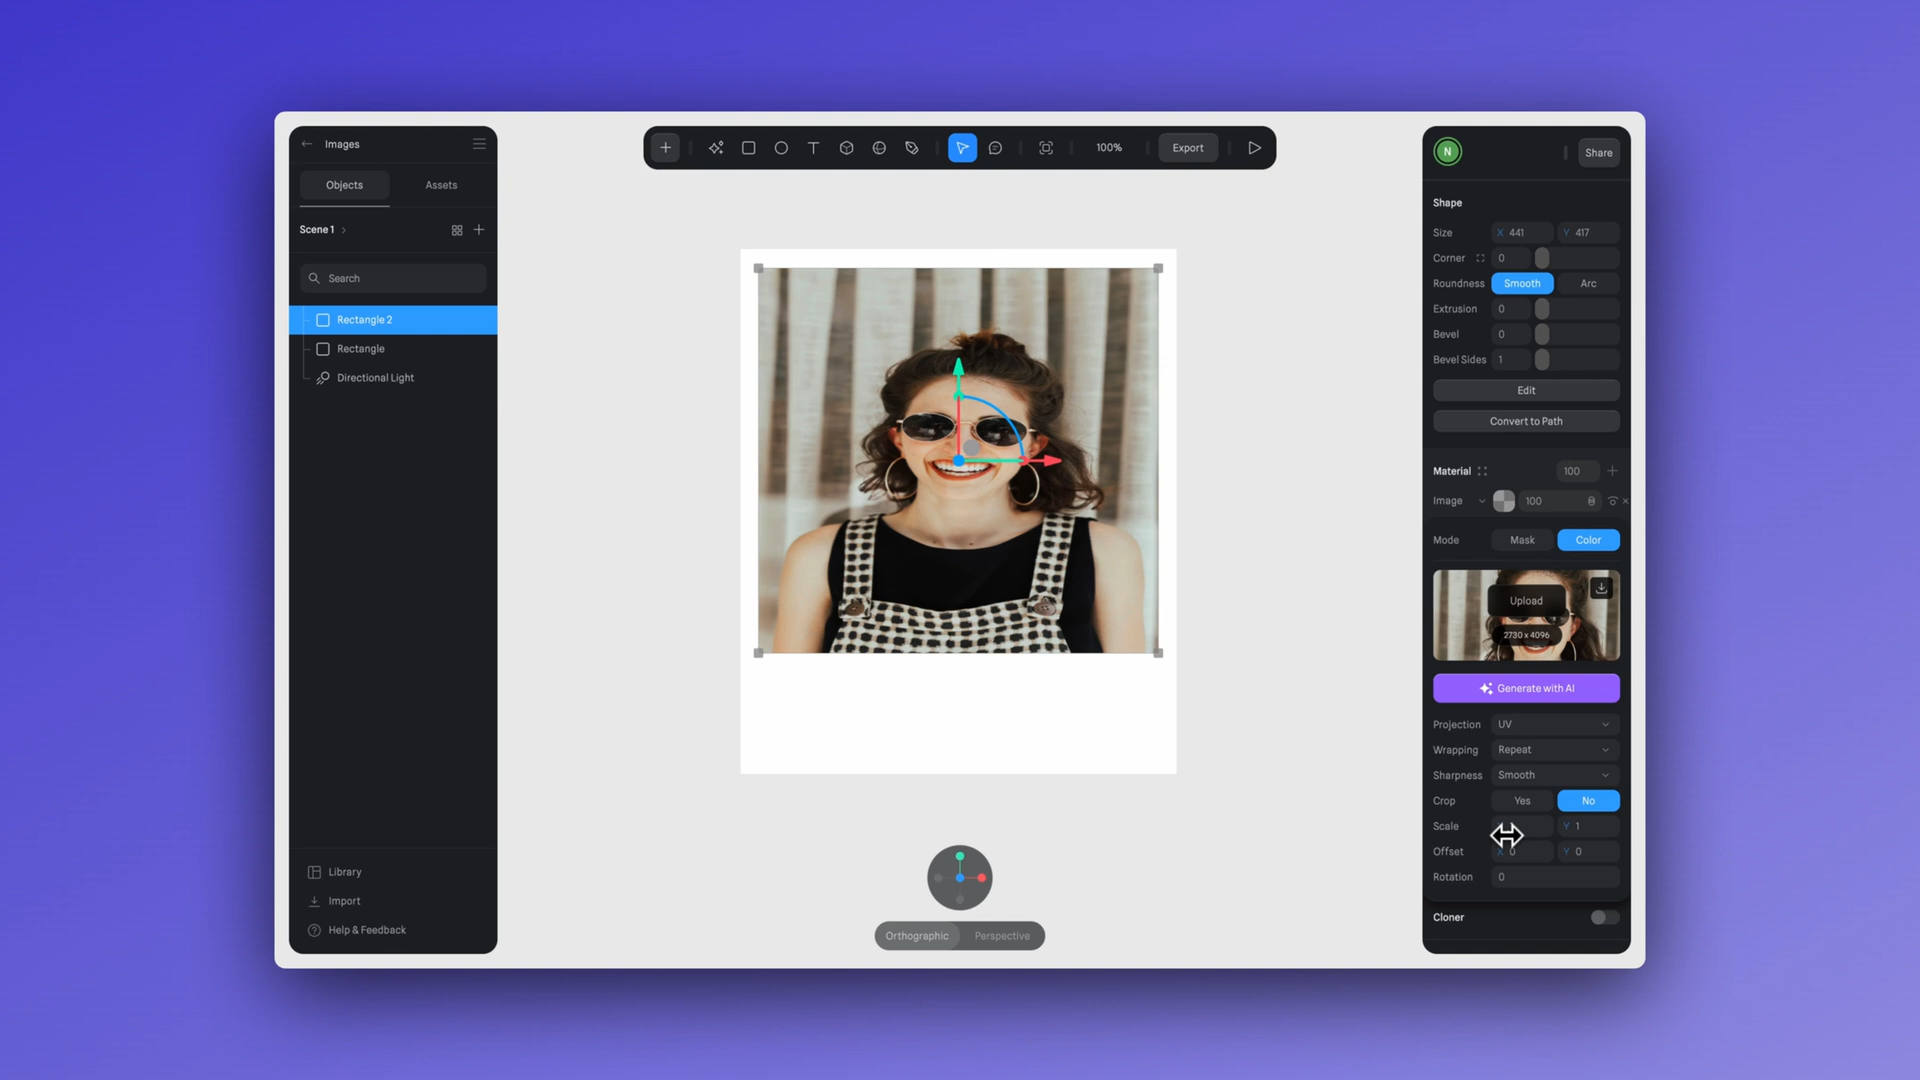 Images
Objects Assets
Scene 1
Search
Rectangle 2
Rectangle
Directional Light
Library
Import
Help & Feedback
T 100% Export
Orthographic Perspective
N Share
Shape
Size X 441 Y 417
Corner 0
Roundness Smooth Arc
Extrusion 0
Bevel 0
Bevel Sides 1
Edit
Convert to Path
Material 100
Image 100
Mode Mask Color
Upload
2730 x 4096
Generate with AI
Projection UV
Wrapping Repeat
Sharpness Smooth
Crop Yes No
Scale Y 1
Offset X 0 Y 0
Rotation 0
Cloner